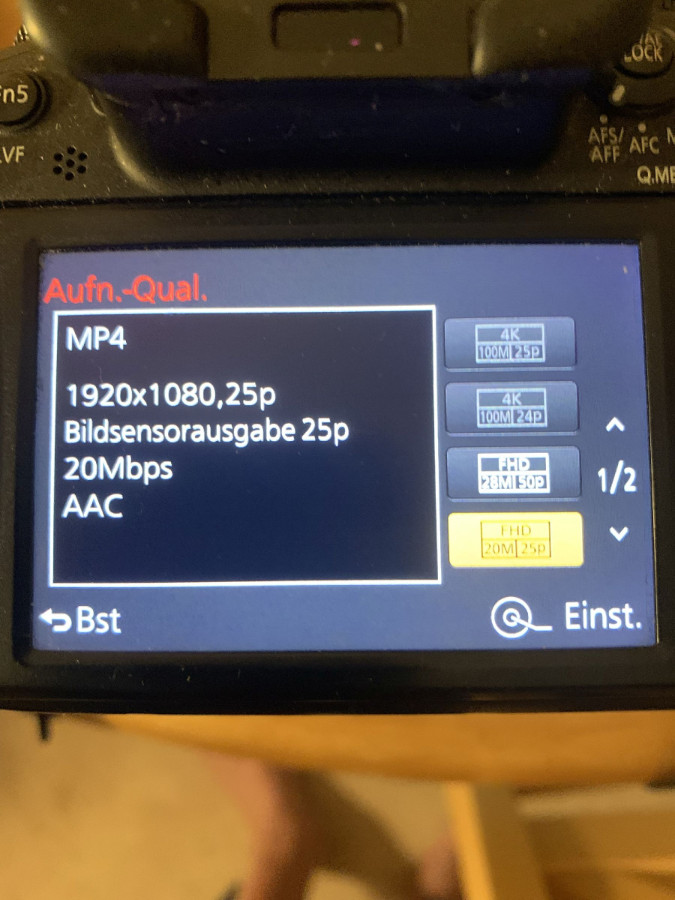 Fn5
LOCK
LVF
AFS/
AFF
AFC
Aufn.-Qual.
MP4
1920x1080,25p
Bildsensorausgabe 25p
20Mbps
AAC
4K
100M 25p
4K
100M 24p
FHD
28M 50p
FHD
20M 25p
1/2
Bst
Einst.